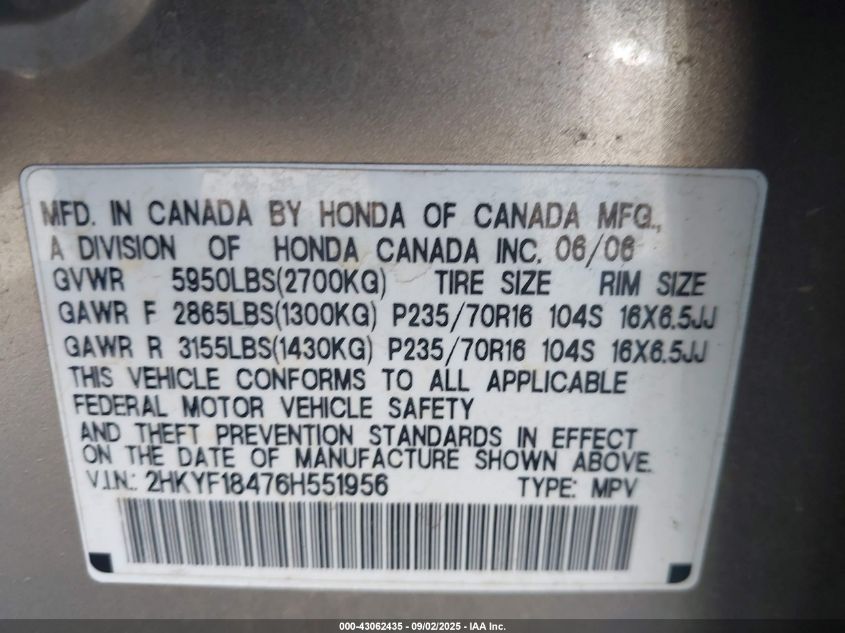 MFD. IN CANADA BY HONDA OF CANADA MFG.,
A DIVISION OF HONDA CANADA INC. 06/06
GVWR 5950LBS(2700KG) TIRE SIZE RIM SIZE
GAWR F 2865LBS(1300KG) P235/70R16 104S 16X6.5JJ
GAWR R 3155LBS(1430KG) P235/70R16 104S 16X6.5JJ
THIS VEHICLE CONFORMS TO ALL APPLICABLE
FEDERAL MOTOR VEHICLE SAFETY
AND THEFT PREVENTION STANDARDS IN EFFECT
ON THE DATE OF MANUFACTURE SHOWN ABOVE.
V.I.N.: 2HKYF18476H551956 TYPE: MPV
000-43062435 - 09/02/2025 - IAA Inc.